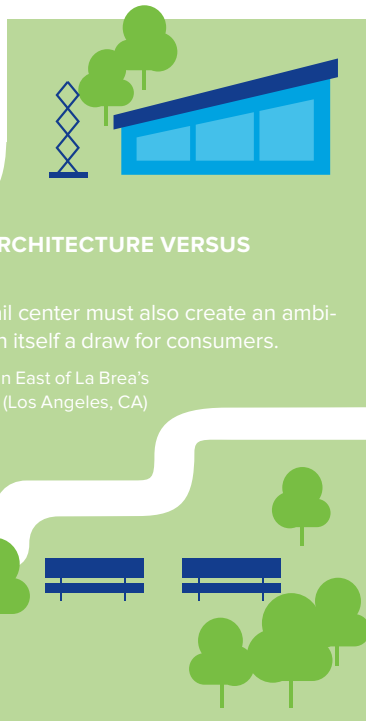 RCHITECTURE VERSUS
il center must also create an ambi-
n itself a draw for consumers.
n East of La Brea’s
(Los Angeles, CA)